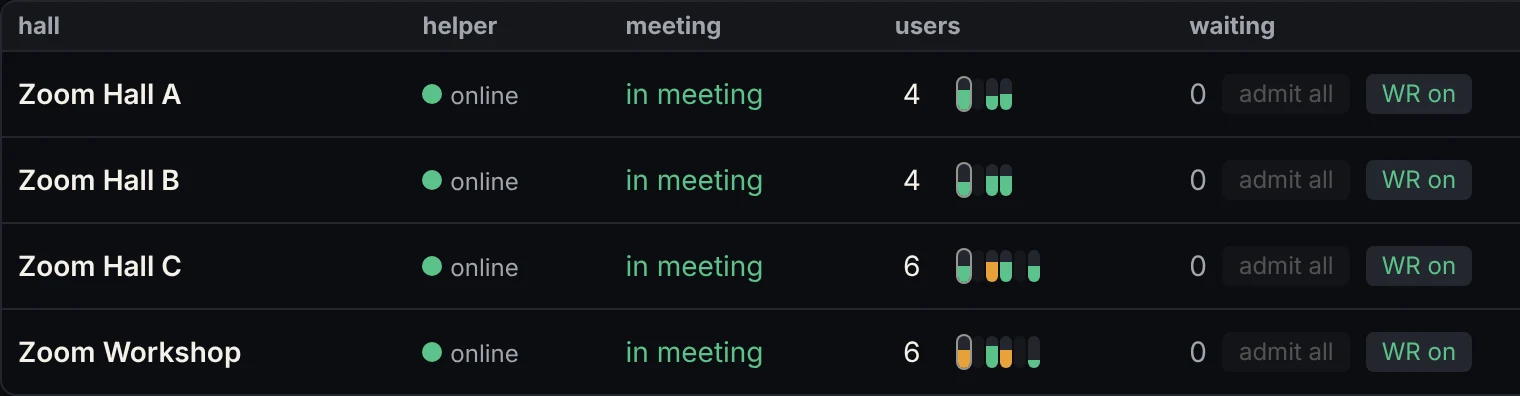 hall helper meeting users waiting
Zoom Hall A online in meeting 4 0 admit all WR on
Zoom Hall B online in meeting 4 0 admit all WR on
Zoom Hall C online in meeting 6 0 admit all WR on
Zoom Workshop online in meeting 6 0 admit all WR on